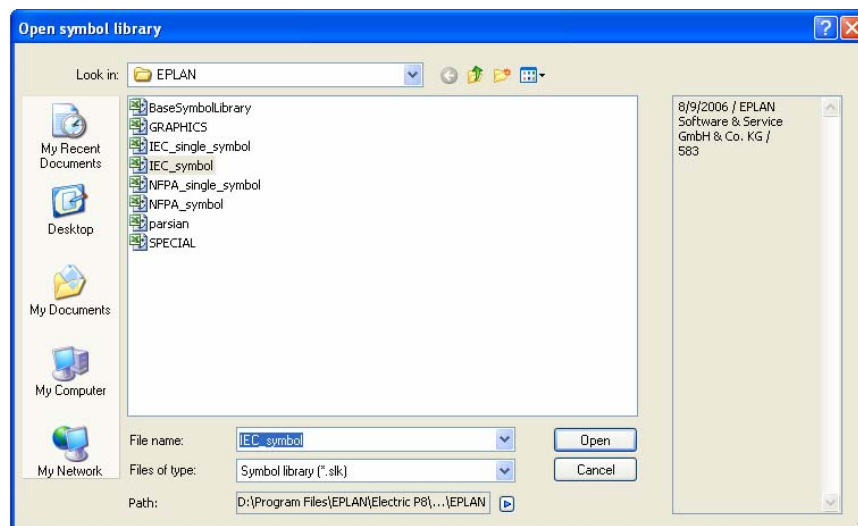 Open symbol library
Look in: EPLAN
My Recent Documents
Desktop
My Documents
My Computer
My Network
BaseSymbolLibrary
GRAPHICS
IEC_single_symbol
IEC_symbol
NFPA_single_symbol
NFPA_symbol
parsian
SPECIAL
8/9/2006 / EPLAN
Software & Service
GmbH & Co. KG /
583
File name: IEC_symbol
Open
Files of type: Symbol library (*.slk)
Cancel
Path: D:\Program Files\EPLAN\Electric P8\,...\EPLAN